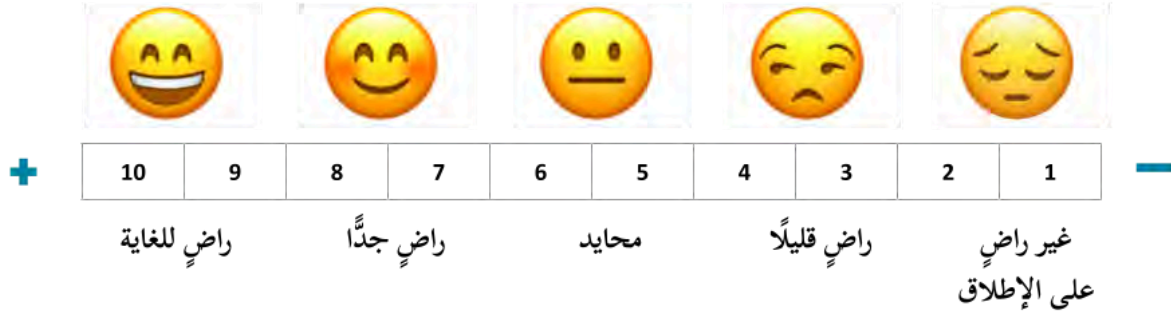 + 10 9 8 7 6 5 4 3 2 1 −
راضٍ للغاية
راضٍ جدًّا
محايد
راضٍ قليلًا
غير راضٍ
على الإطلاق